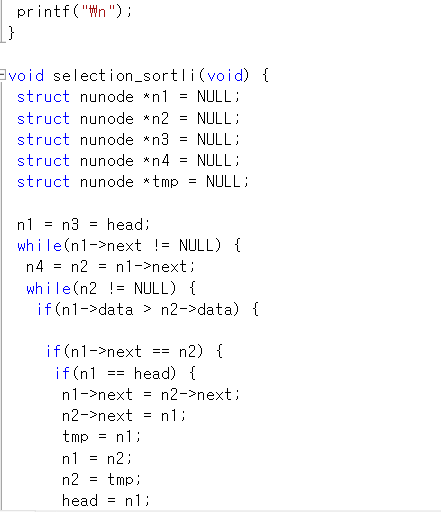 printf("₩n");
}
void selection_sortli(void) {
struct nunode *n1 = NULL;
struct nunode *n2 = NULL;
struct nunode *n3 = NULL;
struct nunode *n4 = NULL;
struct nunode *tmp = NULL;
n1 = n3 = head;
while(n1->next != NULL) {
n4 = n2 = n1->next;
while(n2 != NULL) {
if(n1->data > n2->data) {
if(n1->next == n2) {
if(n1 == head) {
n1->next = n2->next;
n2->next = n1;
tmp = n1;
n1 = n2;
n2 = tmp;
head = n1;